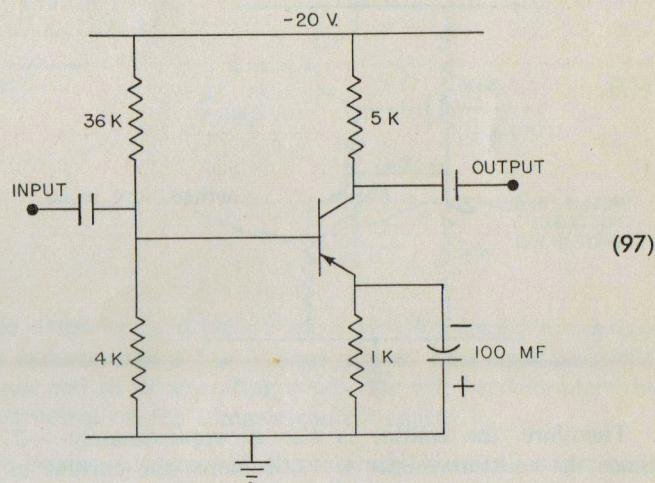 -20 V.
36 K
5 K
INPUT
OUTPUT
(97)
4 K
1 K
−
100 MF
+